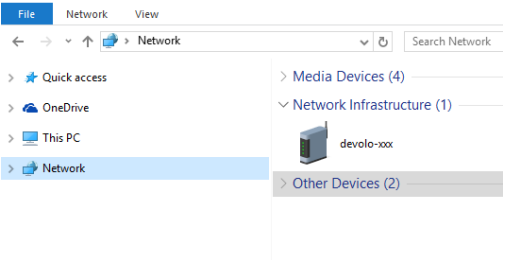 File Network View
Network Search Network
Quick access
OneDrive
This PC
Network
Media Devices (4)
Network Infrastructure (1)
devolo-xxx
Other Devices (2)